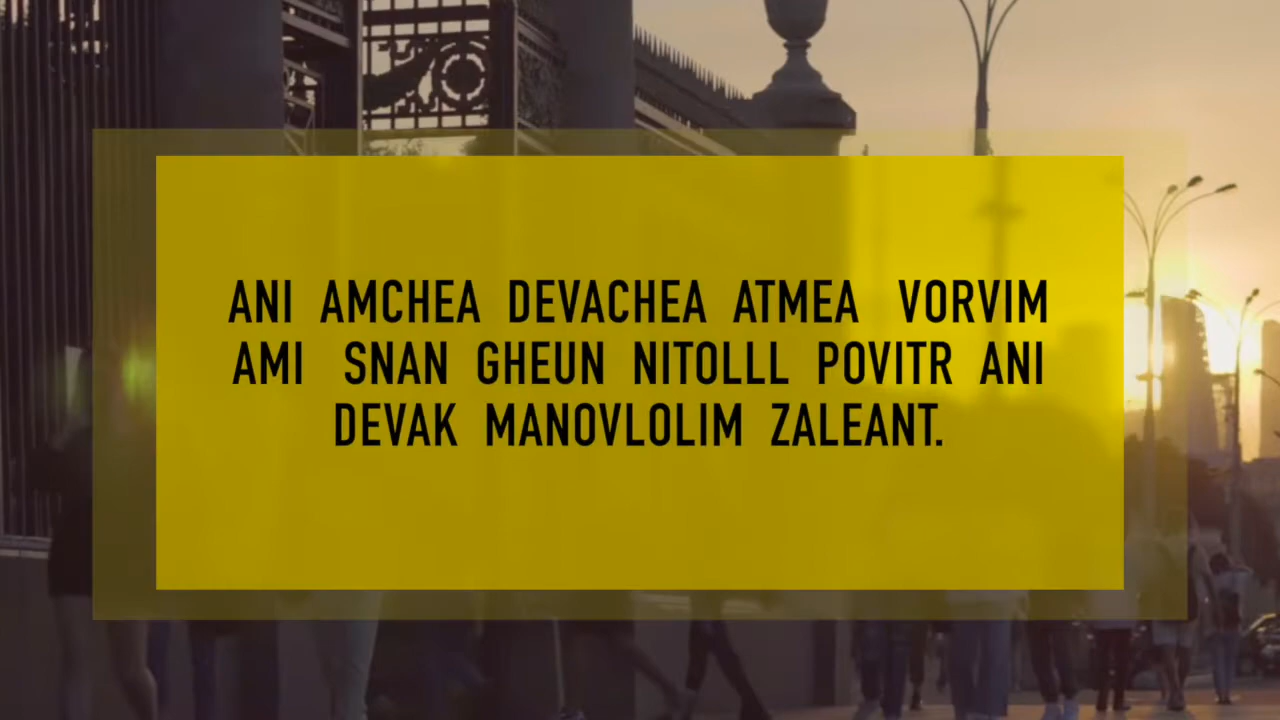 ANI AMCHEA DEVACHEA ATMEA VORVIM
AMI SNAN GHEUN NITOLLL POVITR ANI
DEVAK MANOVLOLIM ZALEANT.